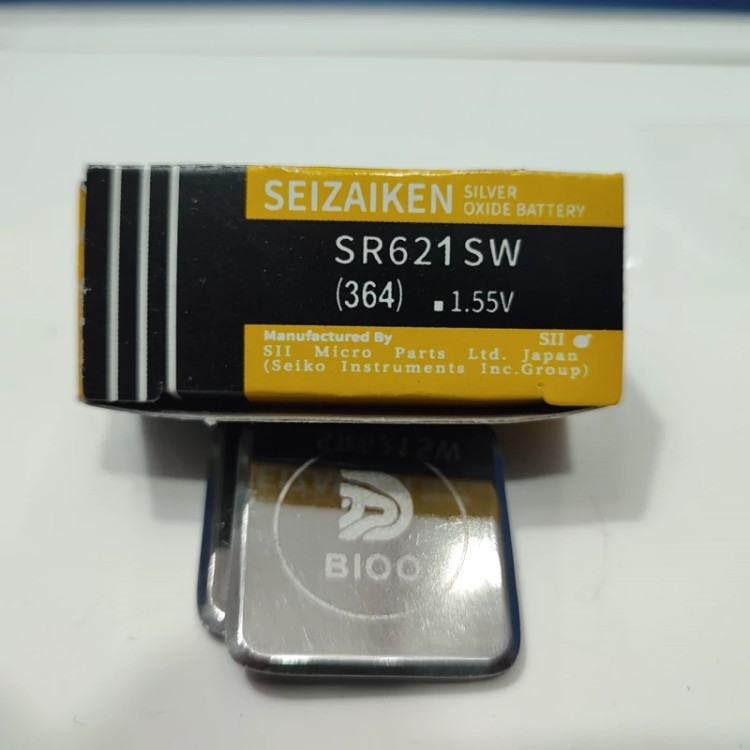 SEIZAIKEN SILVER
OXIDE BATTERY
SR621SW
(364) ▪1.55V
Manufactured By SII
SII Micro Parts Ltd. Japan
(Seiko Instruments Inc.Group)
BIOO